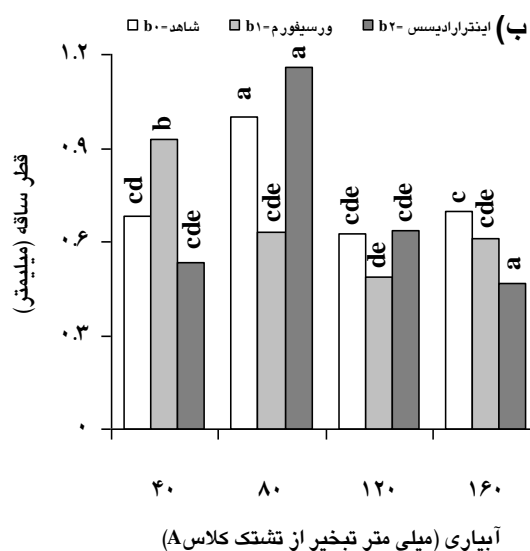 ب)
b۰-شاهد b۱-ورسیفورم b۲- اینترارادیسس
قطر ساقه (میلیمتر)
۱.۲
۰.۹
۰.۶
۰.۳
۰
cd b cde
a cde a
cde de cde
c cde a
۴۰ ۸۰ ۱۲۰ ۱۶۰
آبیاری (میلی متر تبخیر از تشتک کلاس A)